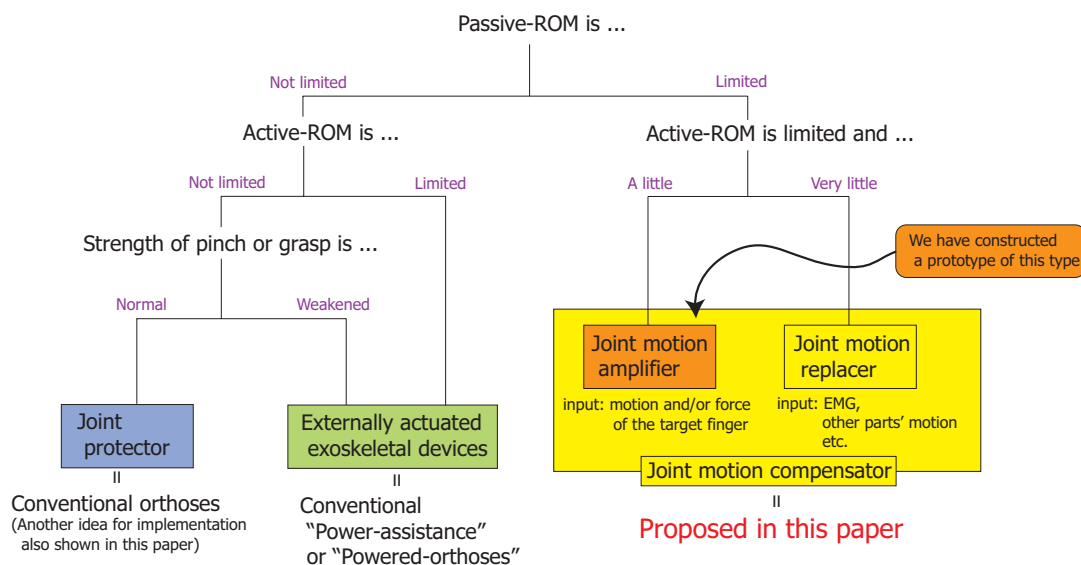 Passive-ROM is ...
Not limited
Limited
Active-ROM is ...
Active-ROM is limited and ...
Not limited
Limited
A little
Very little
Strength of pinch or grasp is ...
We have constructed
a prototype of this type
Normal
Weakened
Joint motion
amplifier
Joint motion
replacer
input: motion and/or force
of the target finger
input: EMG,
other parts' motion
etc.
Joint
protector
Externally actuated
exoskeletal devices
Joint motion compensator
=
=
=
Conventional orthoses
(Another idea for implementation
also shown in this paper)
Conventional
“Power-assistance”
or “Powered-orthoses”
Proposed in this paper